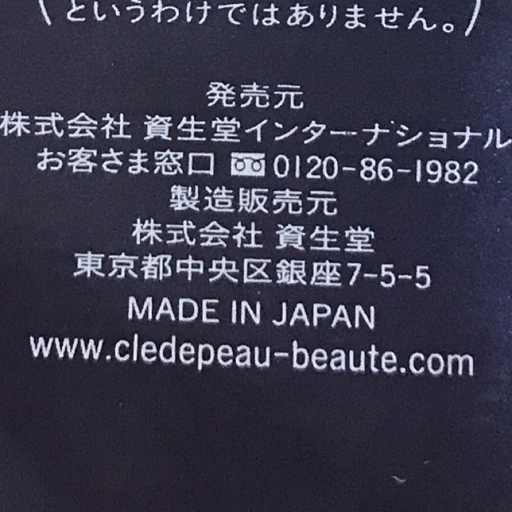 (というわけではありません。)
発売元
株式会社 資生堂インターナショナル
お客さま窓口 0120-86-1982
製造販売元
株式会社 資生堂
東京都中央区銀座7-5-5
MADE IN JAPAN
www.cledepeau-beaute.com